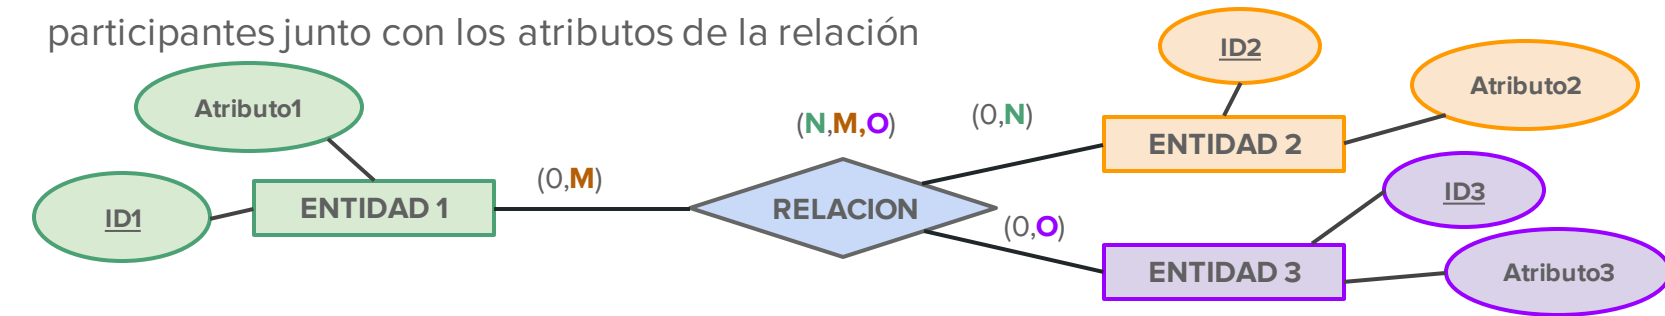 participantes junto con los atributos de la relación
ID2
Atributo1
Atributo2
(N,M,O)
(0,N)
ENTIDAD 2
(0,M)
ID1
ENTIDAD 1
RELACION
ID3
(0,O)
ENTIDAD 3
Atributo3